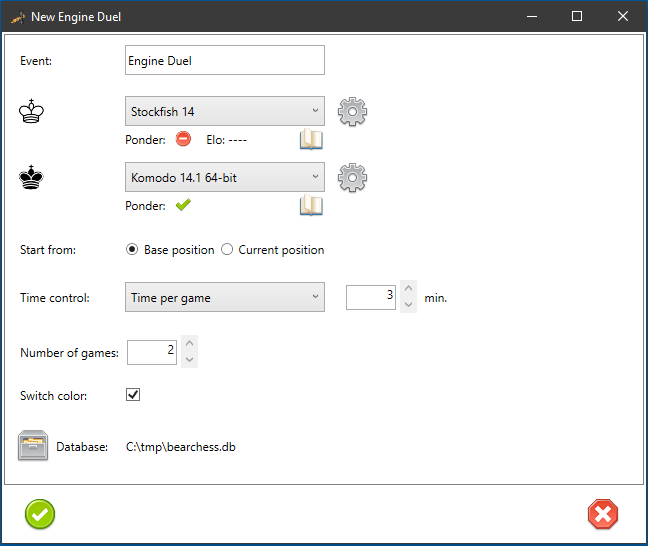 New Engine Duel
Event: Engine Duel
Stockfish 14
Ponder: Elo: ----
Komodo 14.1 64-bit
Ponder:
Start from: Base position Current position
Time control: Time per game 3 min.
Number of games: 2
Switch color:
Database: C:\tmp\bearchess.db